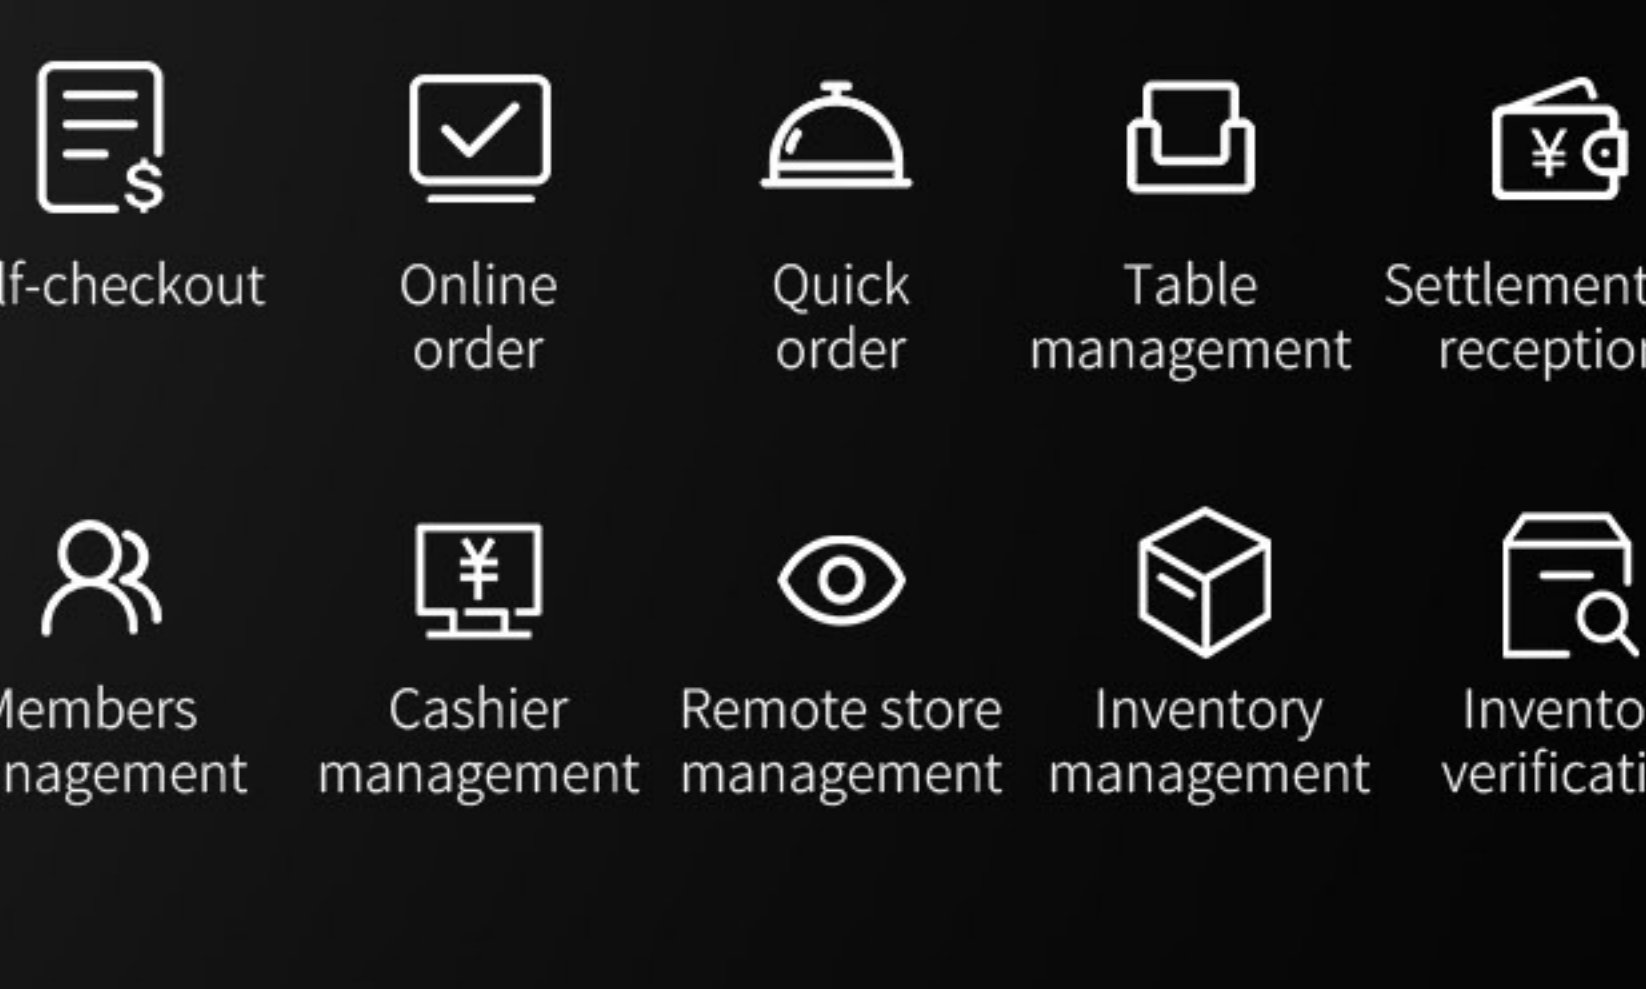 lf-checkout
Online
order
Quick
order
Table
management
Settlement
reception
Members
nagement
Cashier
management
Remote store
management
Inventory
management
Invento
verificati